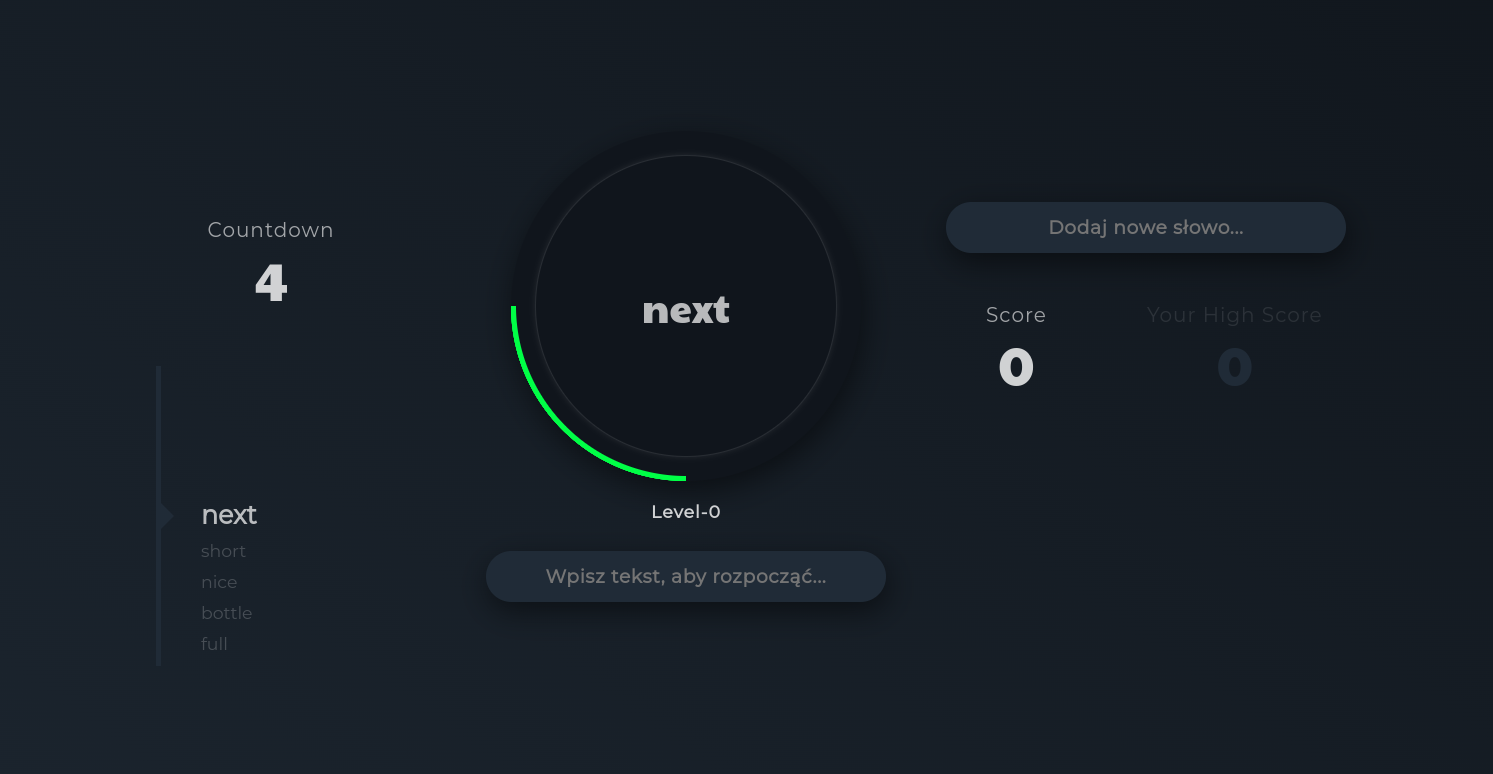 Countdown
4
next
short
nice
bottle
full
next
Level-0
Wpisz tekst, aby rozpocząć...
Dodaj nowe słowo...
Score
0
Your High Score
0